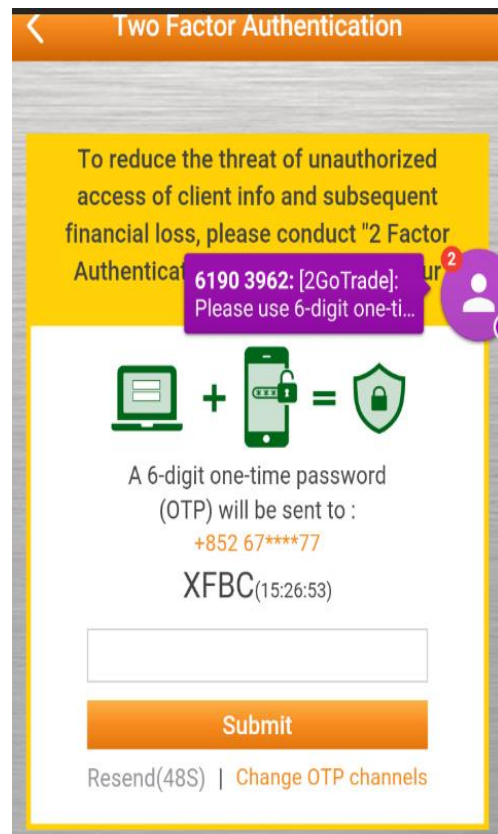 Two Factor Authentication
To reduce the threat of unauthorized
access of client info and subsequent
financial loss, please conduct "2 Factor
Authenticat
ur
2
6190 3962: [2GoTrade]:
Please use 6-digit one-ti...
+
=
A 6-digit one-time password
(OTP) will be sent to :
+852 67****77
XFBC(15:26:53)
Submit
Resend(48S) | Change OTP channels